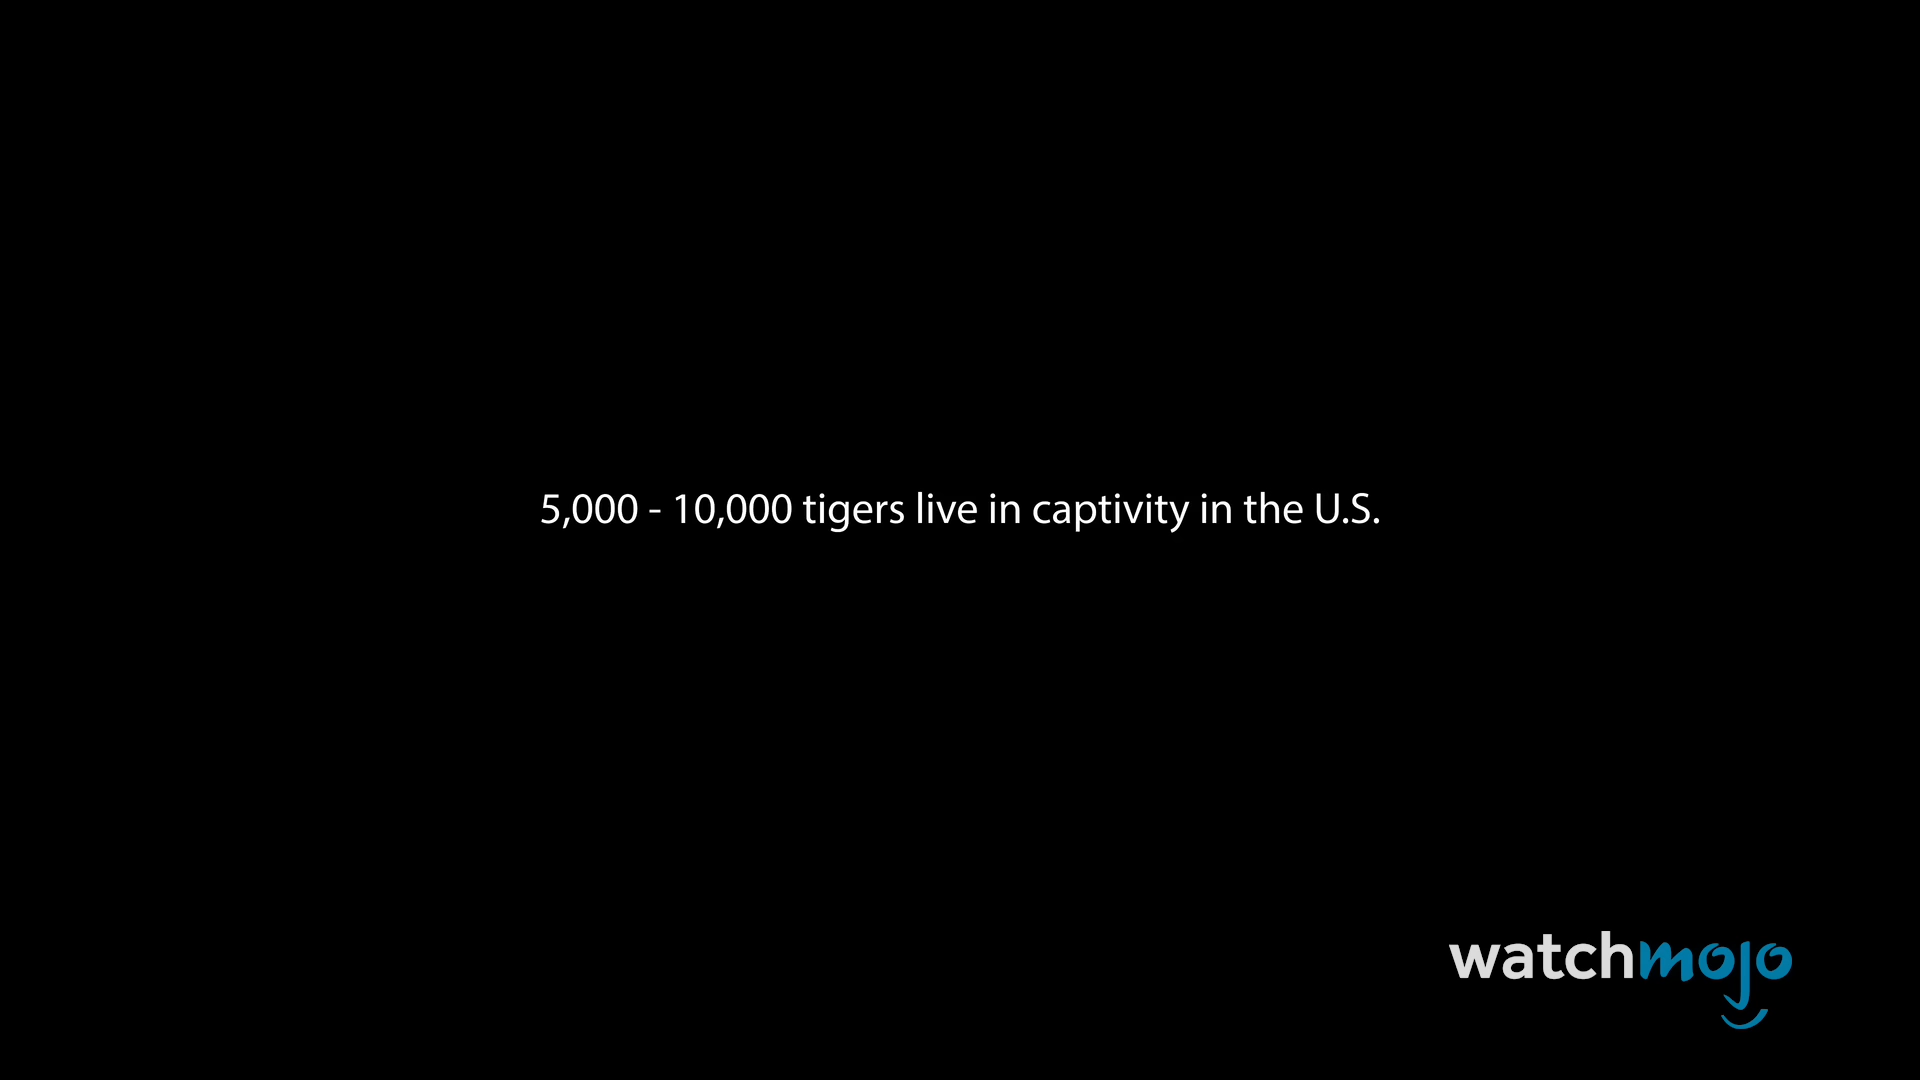 5,000 - 10,000 tigers live in captivity in the U.S.
watchmojo